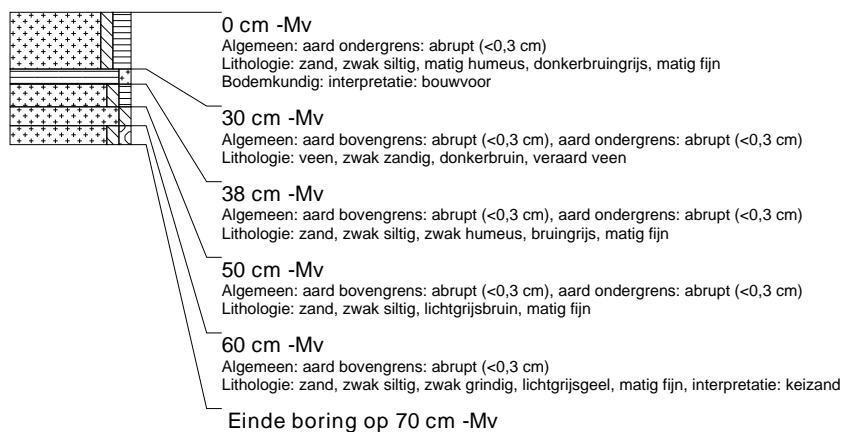 0 cm -Mv
Algemeen: aard ondergrens: abrupt (<0,3 cm)
Lithologie: zand, zwak siltig, matig humeus, donkerbruingrijs, matig fijn
Bodemkundig: interpretatie: bouwvoor
30 cm -Mv
Algemeen: aard bovengrens: abrupt (<0,3 cm), aard ondergrens: abrupt (<0,3 cm)
Lithologie: veen, zwak zandig, donkerbruin, veraard veen
38 cm -Mv
Algemeen: aard bovengrens: abrupt (<0,3 cm), aard ondergrens: abrupt (<0,3 cm)
Lithologie: zand, zwak siltig, zwak humeus, bruingrijs, matig fijn
50 cm -Mv
Algemeen: aard bovengrens: abrupt (<0,3 cm), aard ondergrens: abrupt (<0,3 cm)
Lithologie: zand, zwak siltig, lichtgrijsbruin, matig fijn
60 cm -Mv
Algemeen: aard bovengrens: abrupt (<0,3 cm)
Lithologie: zand, zwak siltig, zwak grindig, lichtgrijsgeel, matig fijn, interpretatie: keizand
Einde boring op 70 cm -Mv